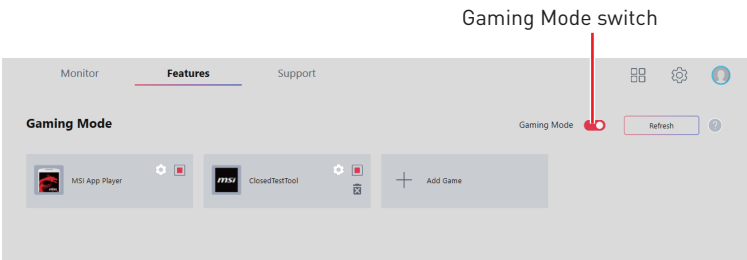 Gaming Mode switch
Monitor Features Support
Gaming Mode Gaming Mode Refresh ?
MSI App Player msi ClosedTestTool Add Game